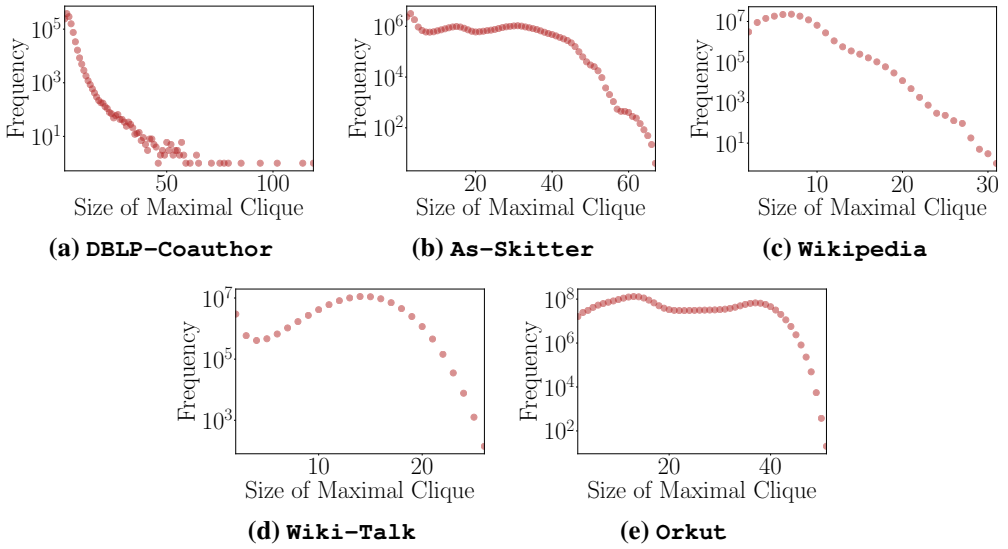 10^5
10^3
10^1
Frequency
50
100
Size of Maximal Clique
(a) DBLP-Coauthor
10^6
10^4
10^2
Frequency
20
40
60
Size of Maximal Clique
(b) As-Skitter
10^7
10^5
10^3
10^1
Frequency
10
20
30
Size of Maximal Clique
(c) Wikipedia
10^7
10^5
10^3
Frequency
10
20
Size of Maximal Clique
(d) Wiki-Talk
10^8
10^6
10^4
10^2
Frequency
20
40
Size of Maximal Clique
(e) Orkut